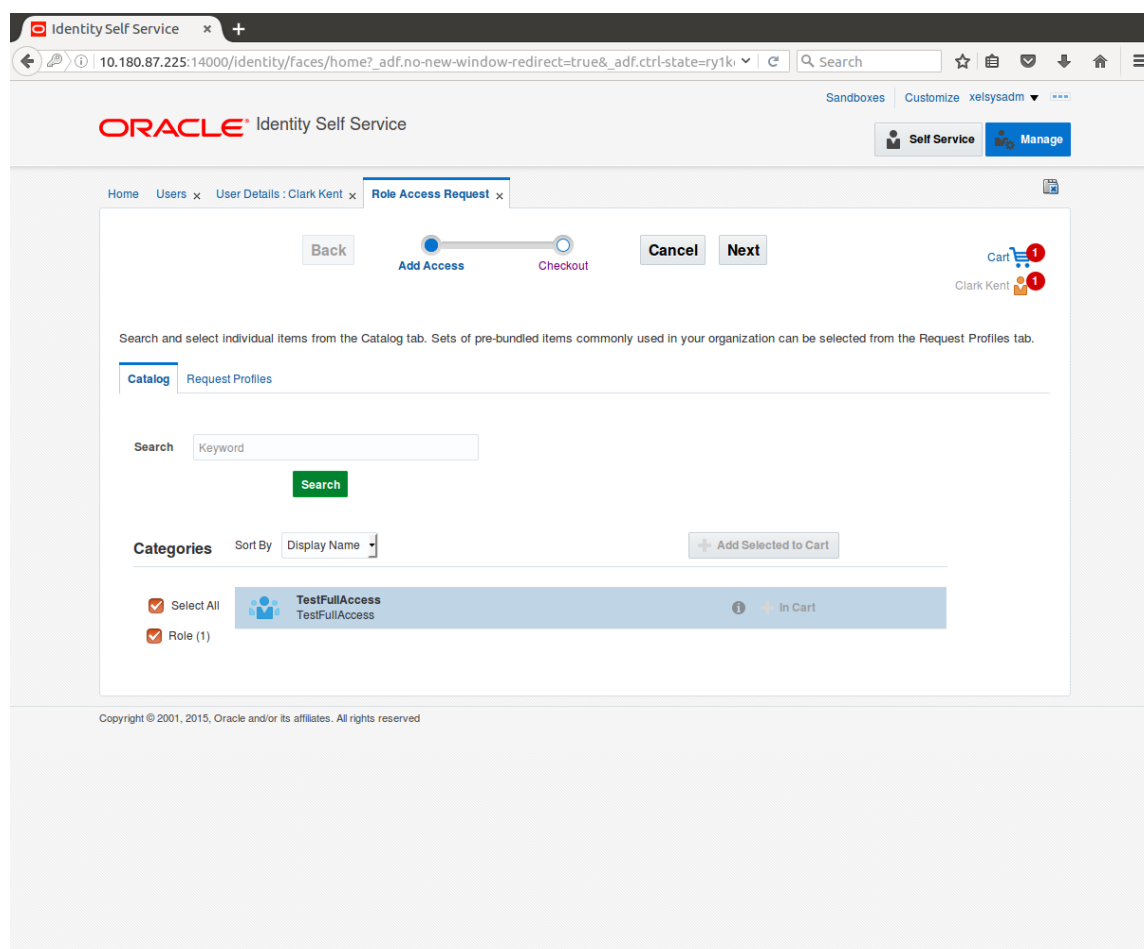 Identity Self Service ×
10.180.87.225:14000/identity/faces/home?_adf.no-new-window-redirect=true&_adf.ctrl-state=ry1k
Search
Sandboxes Customize xelsysadm
ORACLE® Identity Self Service
Self Service Manage
Home Users × User Details : Clark Kent × Role Access Request ×
Back Add Access Checkout Cancel Next
Cart 1
Clark Kent 1
Search and select individual items from the Catalog tab. Sets of pre-bundled items commonly used in your organization can be selected from the Request Profiles tab.
Catalog Request Profiles
Search Keyword
Search
Categories Sort By Display Name Add Selected to Cart
Select All TestFullAccess
TestFullAccess In Cart
Role (1)
Copyright © 2001, 2015, Oracle and/or its affiliates. All rights reserved